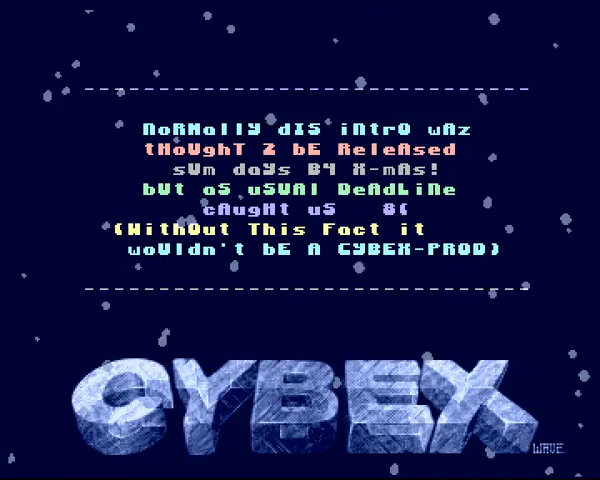 NoRMallY dIS iNtrO wAz
tHoUghT 2 bE ReleAsed
sUm daYs B4 X-mAs!
bUt aS uSUAl DeAdLiNe
cAugHt uS 8(
(WithOut This Fact it
woUldn't bE A CYBEX-PROD)
CYBEX
WAVE